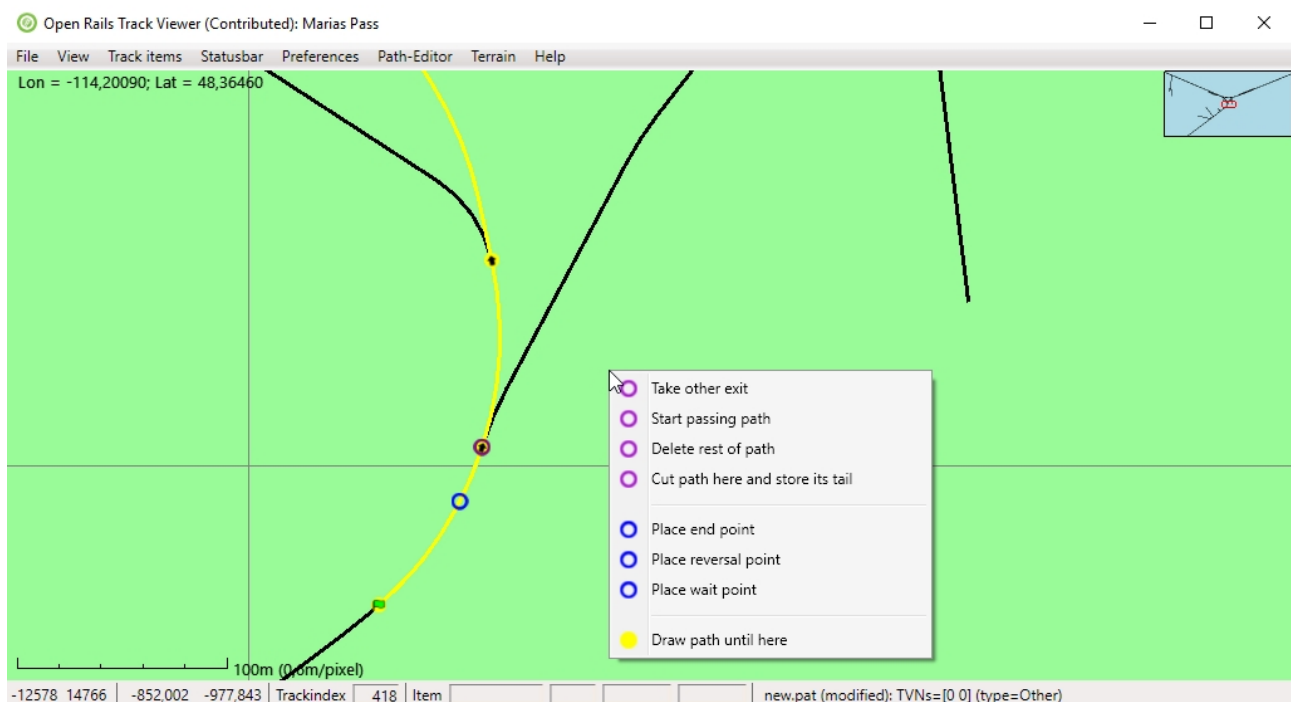 Open Rails Track Viewer (Contributed): Marias Pass
File View Track items Statusbar Preferences Path-Editor Terrain Help
Lon = -114,20090; Lat = 48,36460
Take other exit
Start passing path
Delete rest of path
Cut path here and store its tail
Place end point
Place reversal point
Place wait point
Draw path until here
100m (0,6m/pixel)
-12578 14766 -852,002 -977,843 Trackindex 418 Item new.pat (modified): TVNs=[0 0] (type=Other)